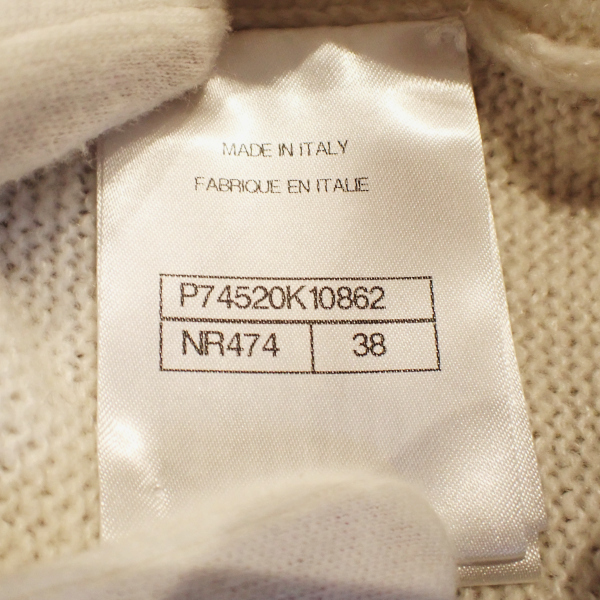 MADE IN ITALY
FABRIQUE EN ITALIE
P74520K10862
NR474 38